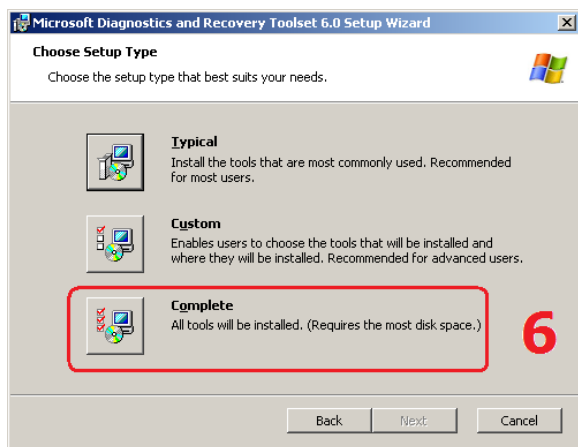 Microsoft Diagnostics and Recovery Toolset 6.0 Setup Wizard
Choose Setup Type
Choose the setup type that best suits your needs.
Typical
Install the tools that are most commonly used. Recommended
for most users.
Custom
Enables users to choose the tools that will be installed and
where they will be installed. Recommended for advanced users.
Complete
All tools will be installed. (Requires the most disk space.)
6
Back Next Cancel